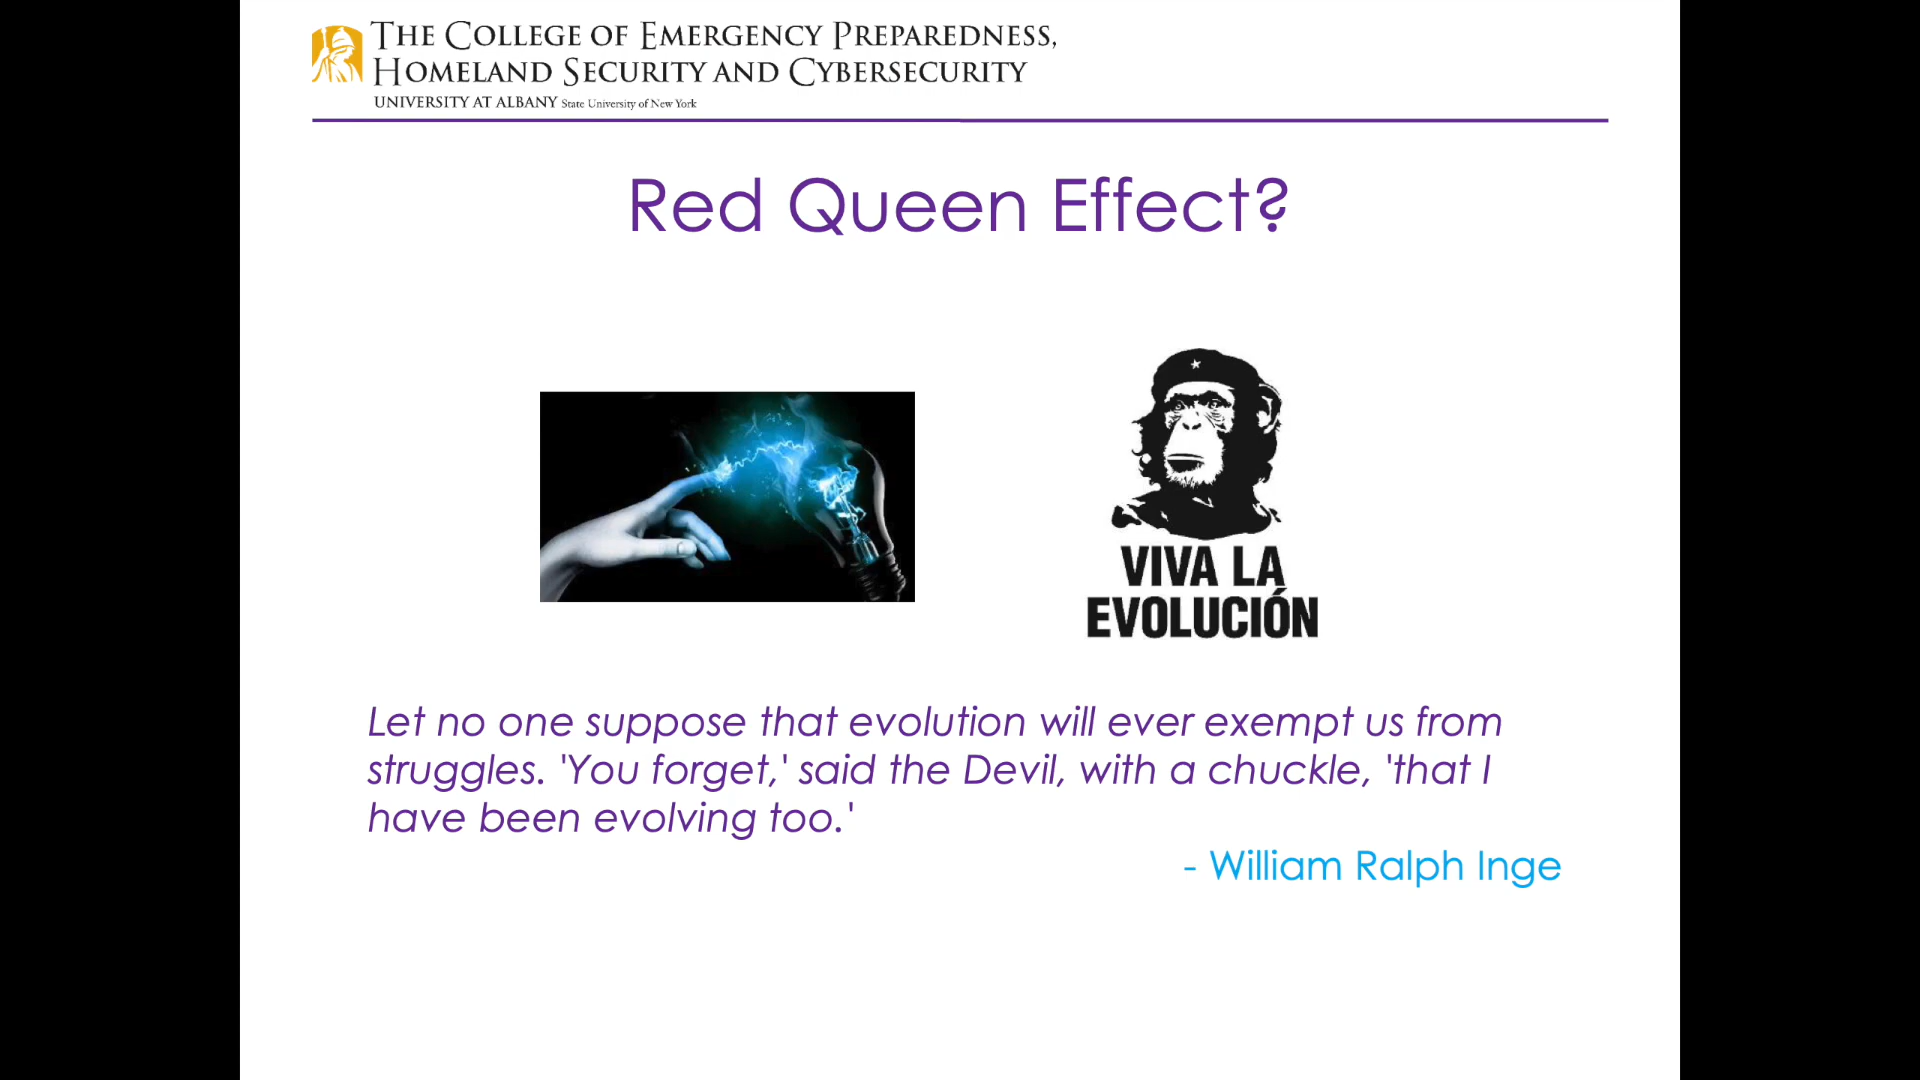 The College of Emergency Preparedness,
Homeland Security and Cybersecurity
UNIVERSITY AT ALBANY State University of New York
Red Queen Effect?
VIVA LA
EVOLUCIÓN
Let no one suppose that evolution will ever exempt us from
struggles. 'You forget,' said the Devil, with a chuckle, 'that I
have been evolving too.'
- William Ralph Inge